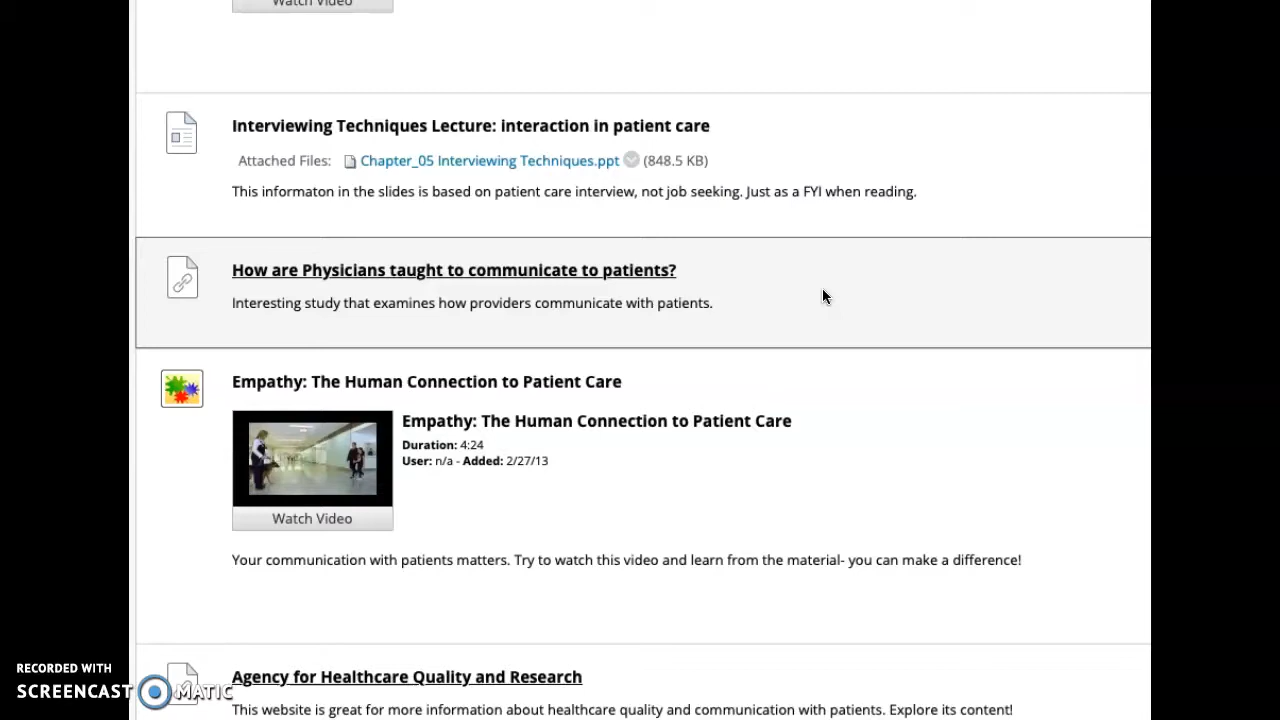 Watch Video
Interviewing Techniques Lecture: interaction in patient care
Attached Files: Chapter_05 Interviewing Techniques.ppt (848.5 KB)
This informaton in the slides is based on patient care interview, not job seeking. Just as a FYI when reading.
How are Physicians taught to communicate to patients?
Interesting study that examines how providers communicate with patients.
Empathy: The Human Connection to Patient Care
Empathy: The Human Connection to Patient Care
Duration: 4:24
User: n/a - Added: 2/27/13
Watch Video
Your communication with patients matters. Try to watch this video and learn from the material- you can make a difference!
Agency for Healthcare Quality and Research
This website is great for more information about healthcare quality and communication with patients. Explore its content!
RECORDED WITH
SCREENCAST MATIC